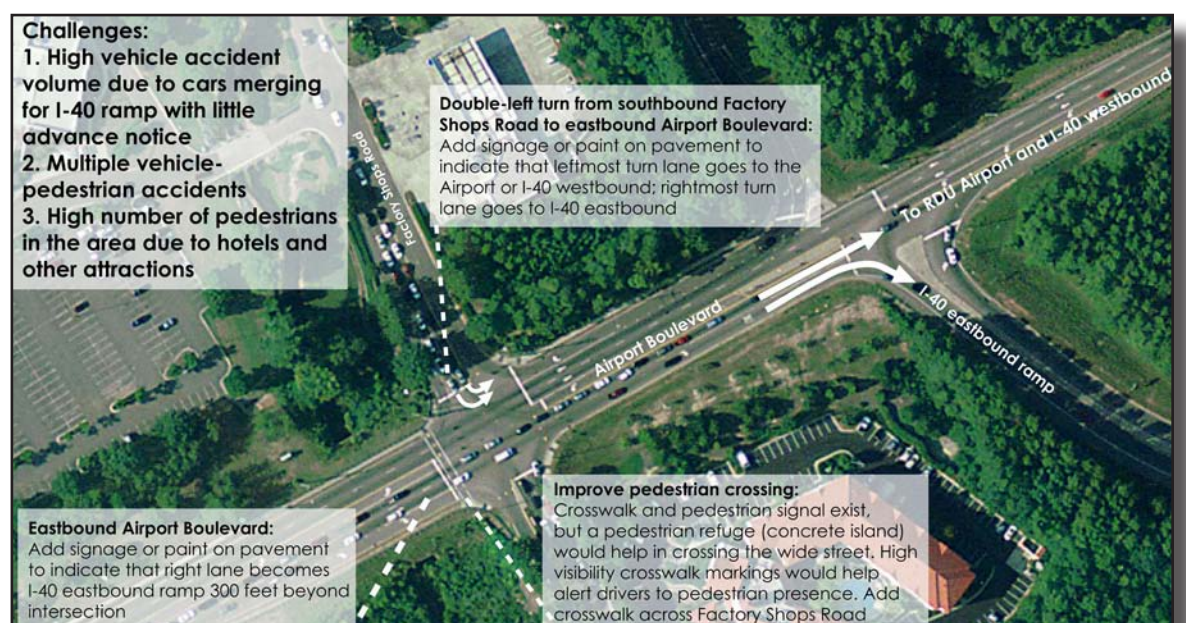 Challenges:
1. High vehicle accident
volume due to cars merging
for I-40 ramp with little
advance notice
2. Multiple vehicle-
pedestrian accidents
3. High number of pedestrians
in the area due to hotels and
other attractions
Double-left turn from southbound Factory
Shops Road to eastbound Airport Boulevard:
Add signage or paint on pavement to
indicate that leftmost turn lane goes to the
Airport or I-40 westbound; rightmost turn
lane goes to I-40 eastbound
Factory Shops Road
To RDU Airport and I-40 westbound
Airport Boulevard
I-40 eastbound ramp
Eastbound Airport Boulevard:
Add signage or paint on pavement
to indicate that right lane becomes
I-40 eastbound ramp 300 feet beyond
intersection
Improve pedestrian crossing:
Crosswalk and pedestrian signal exist,
but a pedestrian refuge (concrete island)
would help in crossing the wide street. High
visibility crosswalk markings would help
alert drivers to pedestrian presence. Add
crosswalk across Factory Shops Road